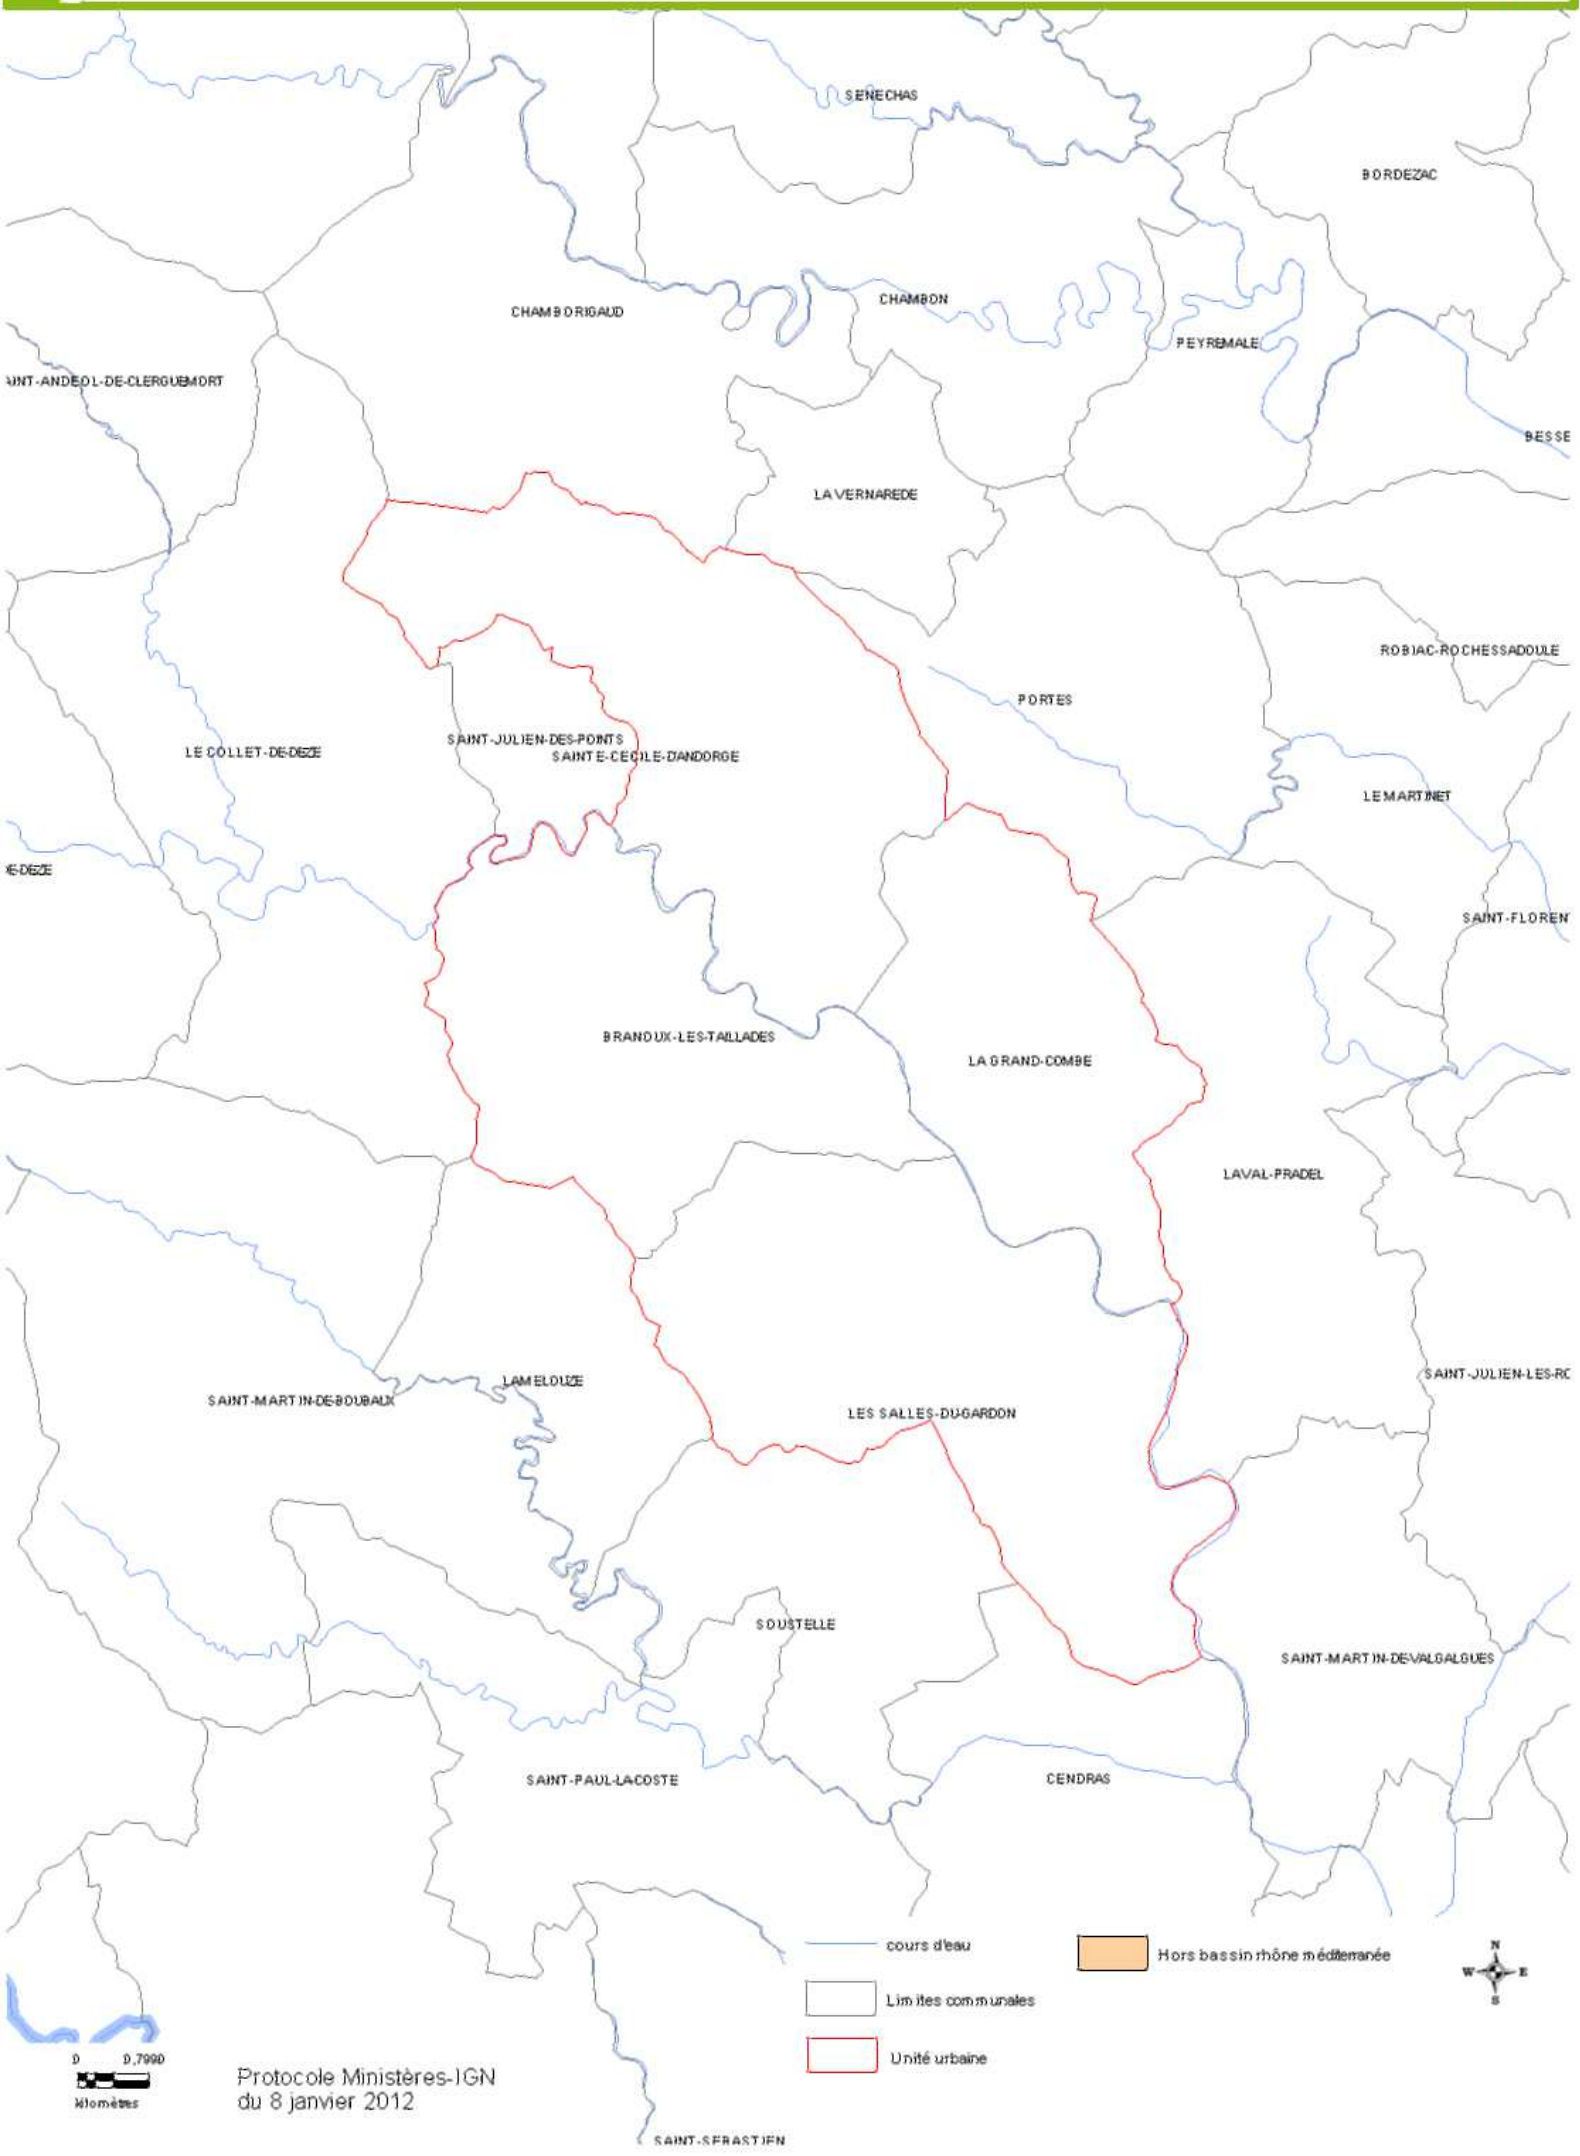 SENECHAS
BORDEZAC
CHAMBORIGAUD
CHAMBON
PEYREMALE
AINT-ANDEOL-DE-CLERGUEMORT
BESSE
LA VERNAREDE
ROBIAC-ROCHESSADOULE
PORTES
SAINT-JULIEN-DES-POINTS
LE COLLET-DE-DEZE
SAINTE-CECILE-D'ANDORGE
LE MARTINET
E-DEZE
SAINT-FLOREN
BRANOUX-LES-TAILLADES
LA GRAND-COMBE
LAVAL-PRADEL
SAINT-JULIEN-LES-RO
LAMELOUZE
SAINT-MARTIN-DE-BOUBAUX
LES SALLES-DU-GARDON
SOUSTELLE
SAINT-MARTIN-DE-VALGALGUES
SAINT-PAUL-LACOSTE
CENDRAS
cours d'eau
Hors bassin rhône méditerranée
N
W E
S
Limites communales
Unité urbaine
0 0,7990
kilomètres
Protocole Ministères-IGN
du 8 janvier 2012
SAINT-SEBASTIEN